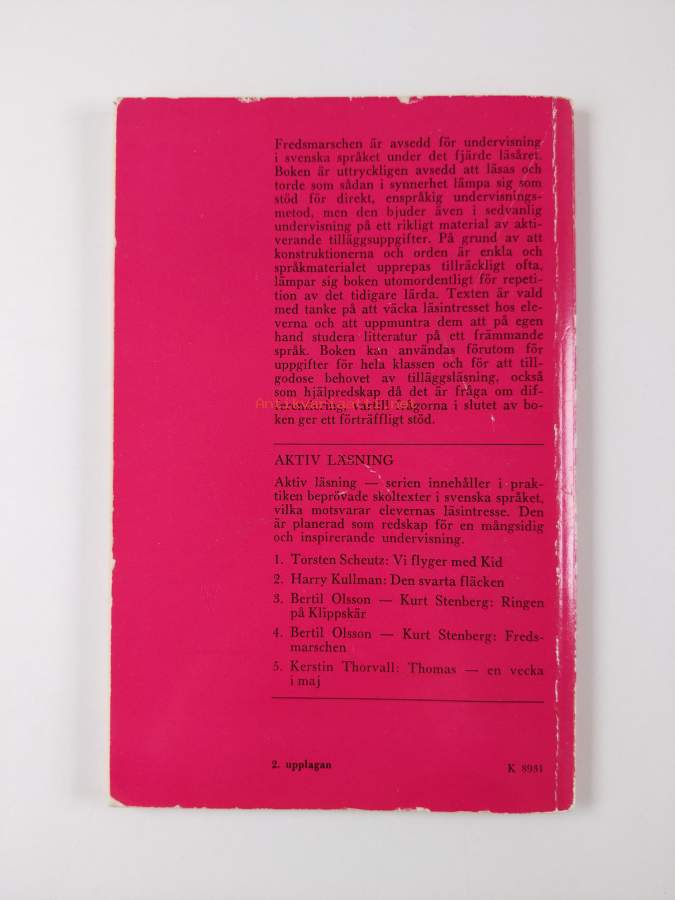 Fredsmarschen är avsedd för undervisning
i svenska språket under det fjärde läsåret.
Boken är uttryckligen avsedd att läsas och
torde som sådan i synnerhet lämpa sig som
stöd för direkt, enspråkig undervisnings-
metod, men den bjuder även i sedvanlig
undervisning på ett rikligt material av akti-
verande tilläggsuppgifter. På grund av att
konstruktionerna och orden är enkla och
språkmaterialet upprepas tillräckligt ofta,
lämpar sig boken utomordentligt för repeti-
tion av det tidigare lärda. Texten är vald
med tanke på att väcka läsintresset hos ele-
verna och att uppmuntra dem att på egen
hand studera litteratur på ett främmande
språk. Boken kan användas förutom för
uppgifter för hela klassen och för att till-
godose behovet av tilläggsläsning, också
som hjälpredskap då det är fråga om dif-
ferentiering, vartill frågorna i slutet av bo-
ken ger ett förträffligt stöd.
AKTIV LÄSNING
Aktiv läsning — serien innehåller i prak-
tiken beprövade skoltexter i svenska språket,
vilka motsvarar elevernas läsintresse. Den
är planerad som redskap för en mångsidig
och inspirerande undervisning.
1. Torsten Scheutz: Vi flyger med Kid
2. Harry Kullman: Den svarta fläcken
3. Bertil Olsson — Kurt Stenberg: Ringen
på Klippskär
4. Bertil Olsson — Kurt Stenberg: Freds-
marschen
5. Kerstin Thorvall: Thomas — en vecka
i maj
2. upplagan K 8981